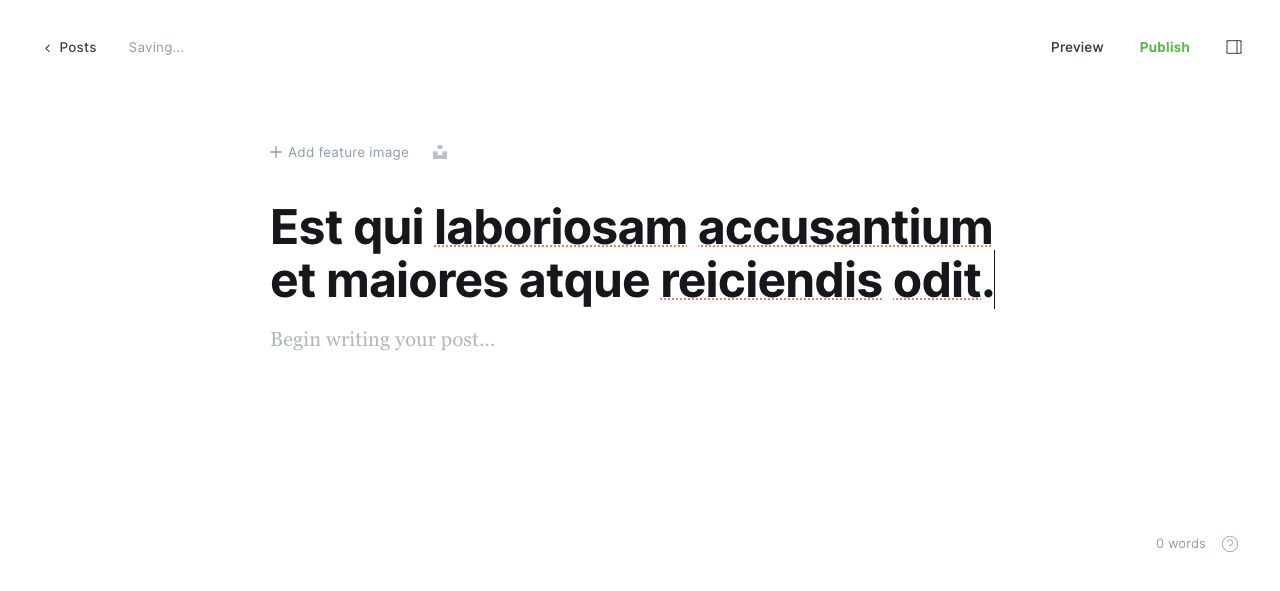 Posts
Saving...
Preview
Publish
Add feature image
Est qui laboriosam accusantium
et maiores atque reiciendis odit.
Begin writing your post...
0 words